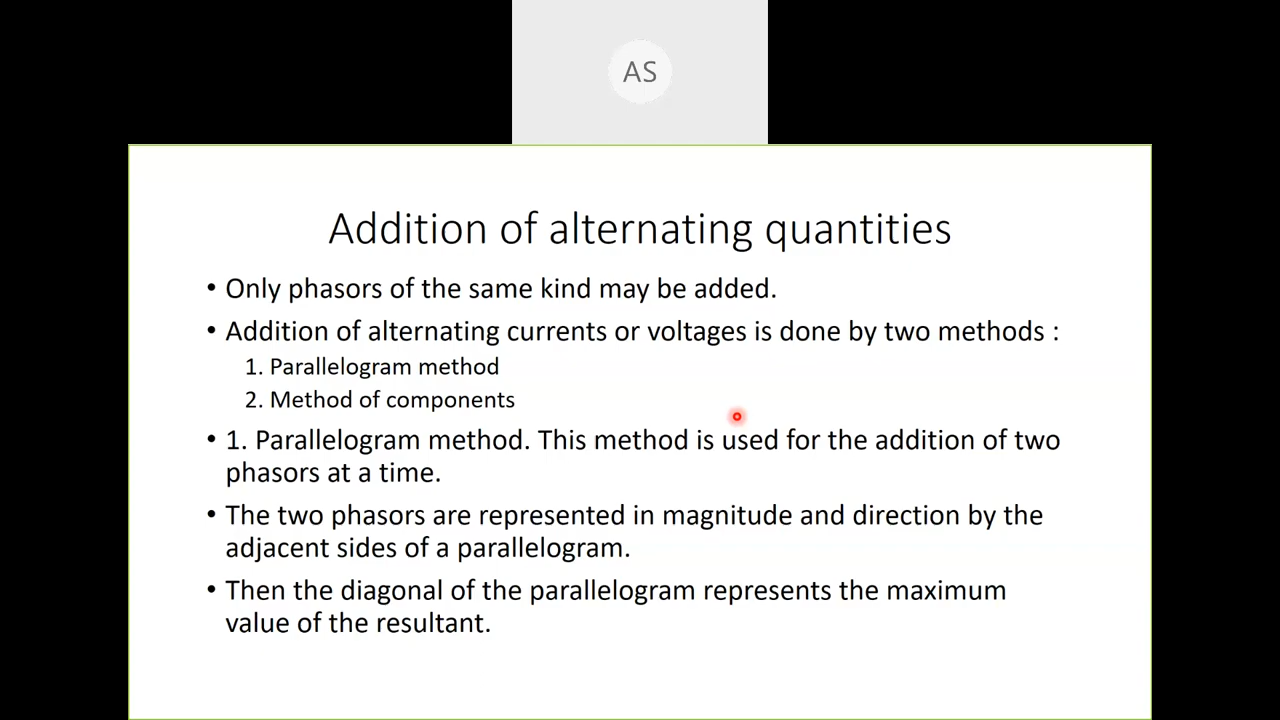 AS
Addition of alternating quantities
• Only phasors of the same kind may be added.
• Addition of alternating currents or voltages is done by two methods :
1. Parallelogram method
2. Method of components
• 1. Parallelogram method. This method is used for the addition of two
phasors at a time.
• The two phasors are represented in magnitude and direction by the
adjacent sides of a parallelogram.
• Then the diagonal of the parallelogram represents the maximum
value of the resultant.